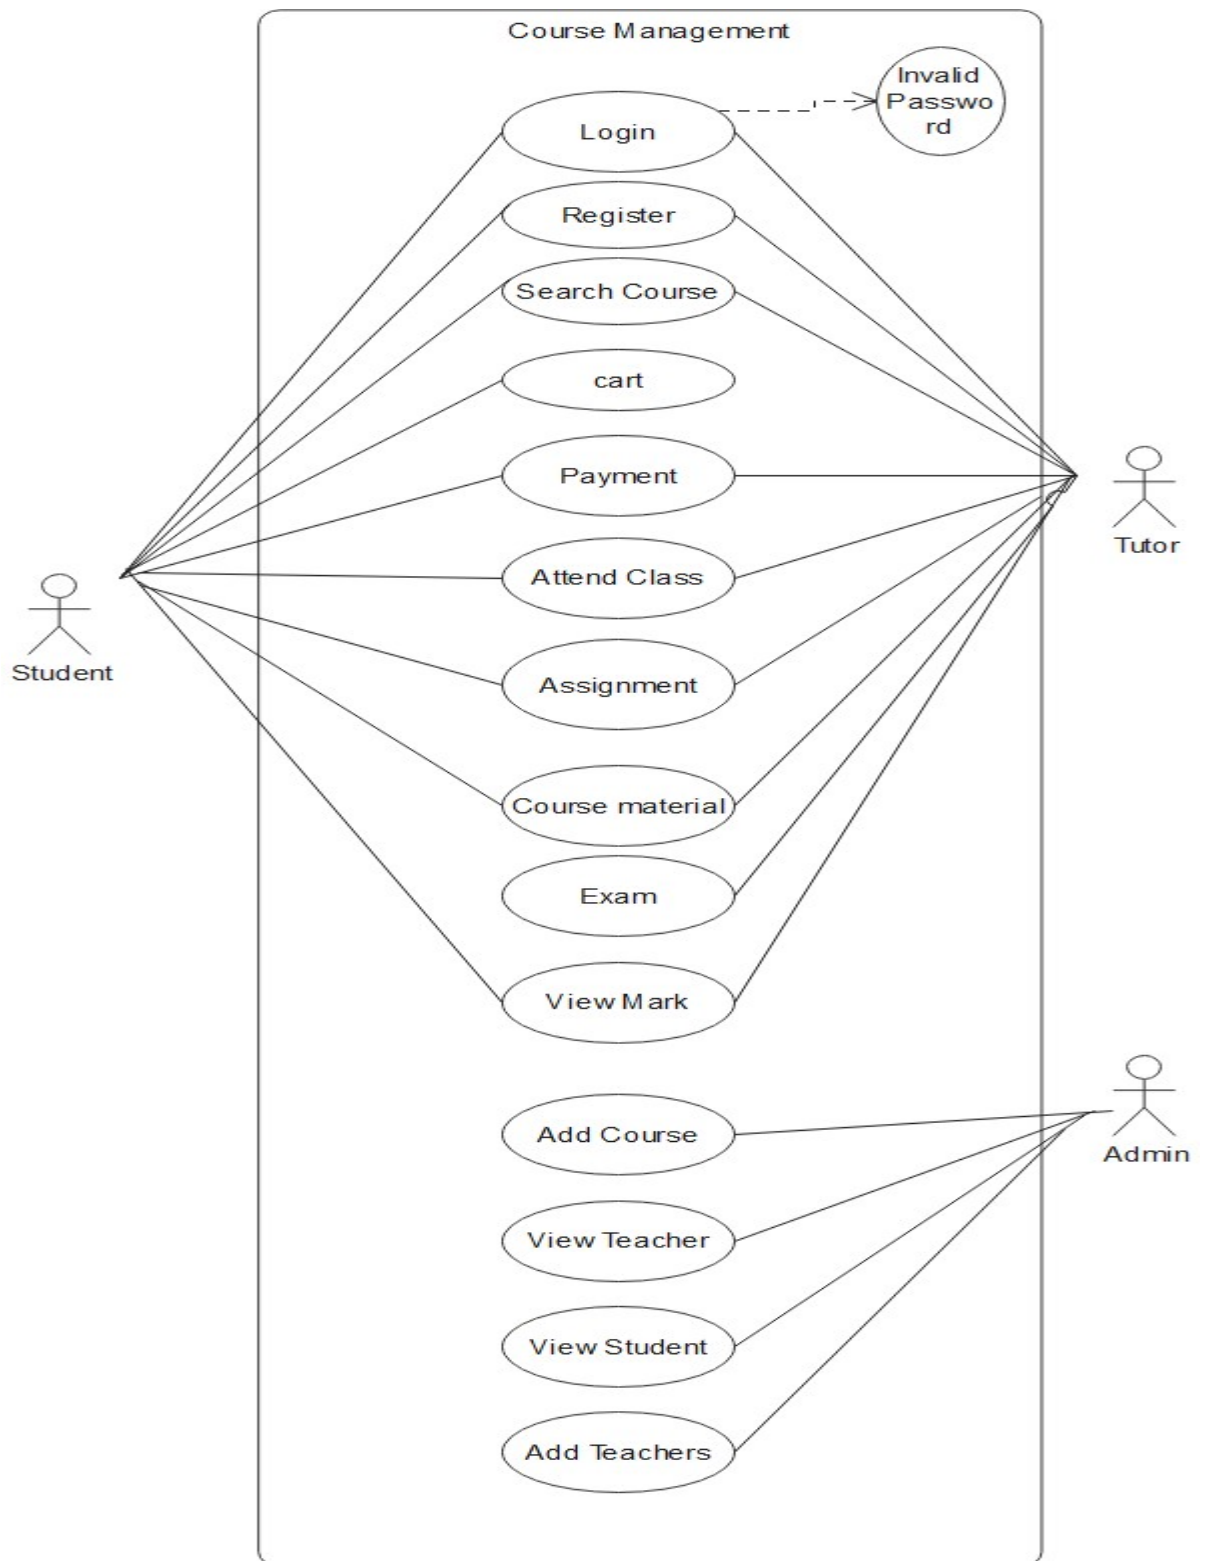 Course Management
Invalid
Passwo
rd
Login
Register
Search Course
cart
Payment
Attend Class
Tutor
Student
Assignment
Course material
Exam
View Mark
Add Course
Admin
View Teacher
View Student
Add Teachers